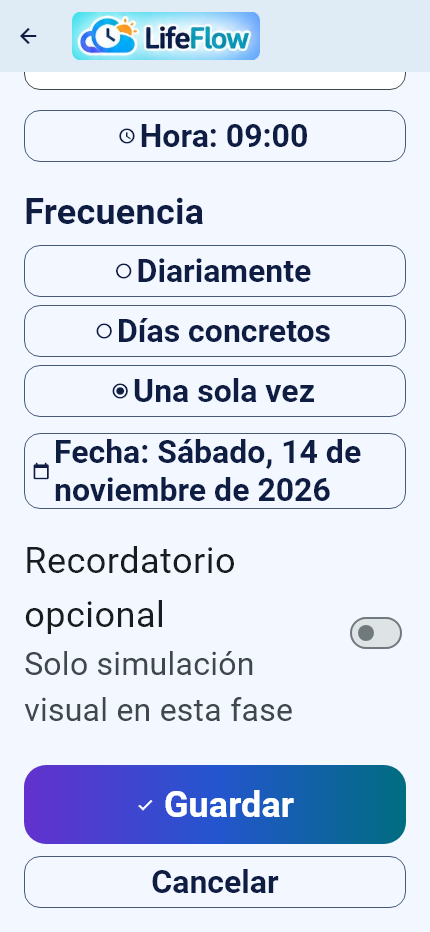 LifeFlow
Hora: 09:00
Frecuencia
Diariamente
Días concretos
Una sola vez
Fecha: Sábado, 14 de
noviembre de 2026
Recordatorio
opcional
Solo simulación
visual en esta fase
Guardar
Cancelar